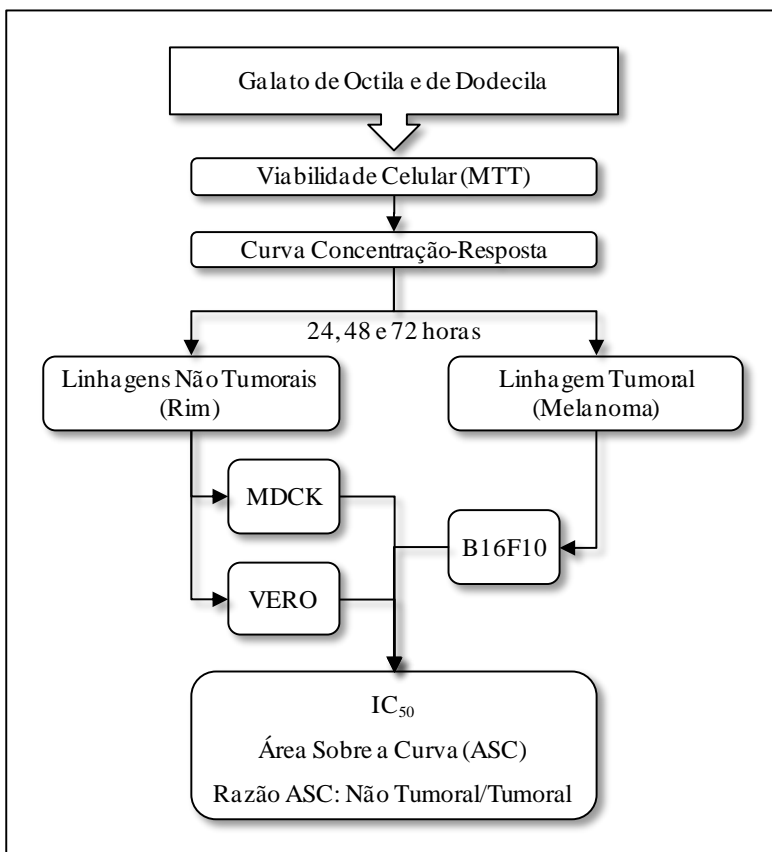 Galato de Octila e de Dodecila
Viabilidade Celular (MTT)
Curva Concentração-Resposta
24, 48 e 72 horas
Linhagens Não Tumorais
(Rim)
Linhagem Tumoral
(Melanoma)
MDCK
B16F10
VERO
IC₅₀
Área Sobre a Curva (ASC)
Razão ASC: Não Tumoral/Tumoral